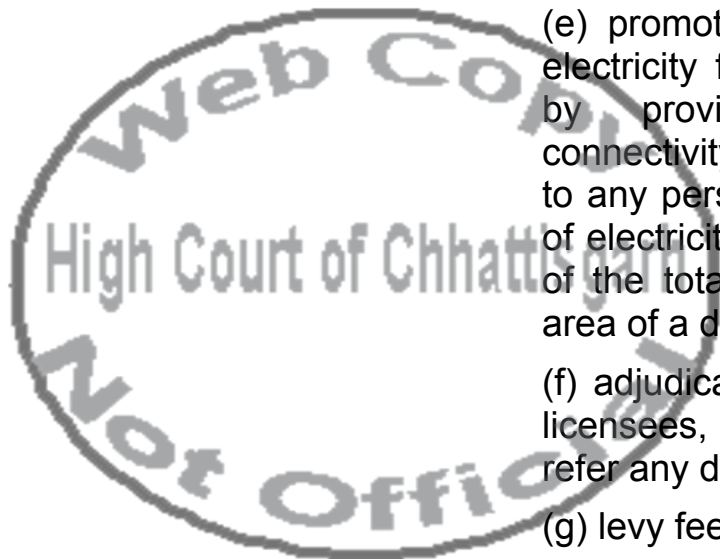 Web Copy
High Court of Chhattisgarh
Not Official
(e) promot
electricity f
by provi
connectivity
to any pers
of electricit
of the tota
area of a d
(f) adjudica
licensees,
refer any d
(g) levy fee